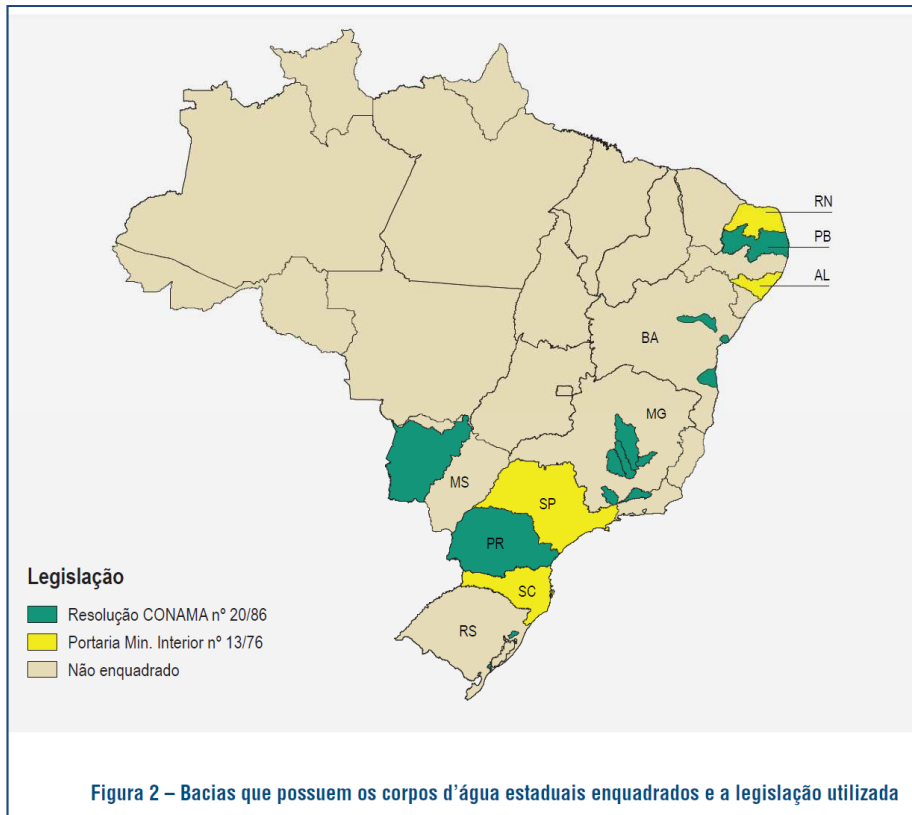 RN
PB
AL
BA
MG
MS
SP
PR
SC
RS
Legislação
Resolução CONAMA nº 20/86
Portaria Min. Interior nº 13/76
Não enquadrado
Figura 2 – Bacias que possuem os corpos d’água estaduais enquadrados e a legislação utilizada